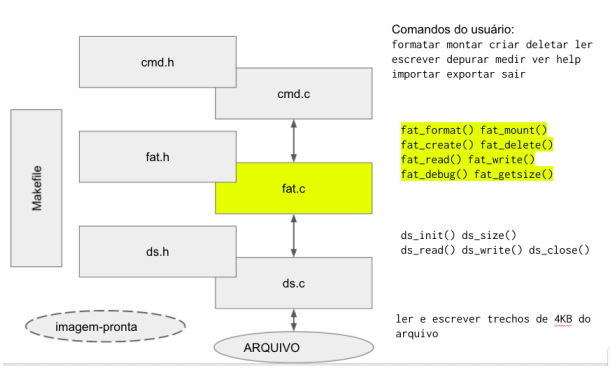 Comandos do usuário:
formatar montar criar deletar ler
escrever depurar medir ver help
importar exportar sair
cmd.h
cmd.c
fat_format() fat_mount()
fat_create() fat_delete()
fat_read() fat_write()
fat_debug() fat_getsize()
fat.h
fat.c
Makefile
ds_init() ds_size()
ds_read() ds_write() ds_close()
ds.h
ds.c
ler e escrever trechos de 4KB do
arquivo
imagem-pronta
ARQUIVO